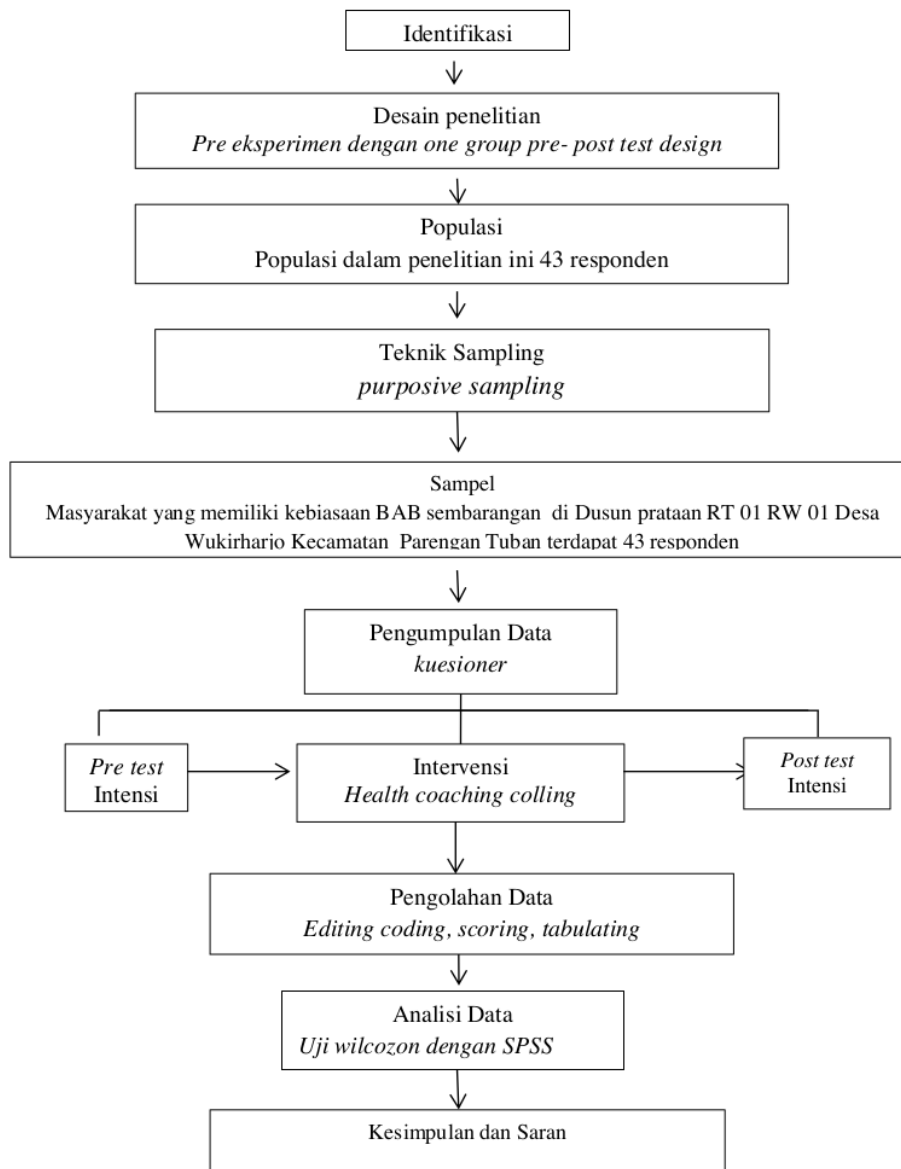 Identifikasi
Desain penelitian
Pre eksperimen dengan one group pre- post test design
Populasi
Populasi dalam penelitian ini 43 responden
Teknik Sampling
purposive sampling
Sampel
Masyarakat yang memiliki kebiasaan BAB sembarangan di Dusun prataan RT 01 RW 01 Desa
Wukirharjo Kecamatan Parengan Tuban terdapat 43 responden
Pengumpulan Data
kuesioner
Pre test
Intensi
Intervensi
Health coaching colling
Post test
Intensi
Pengolahan Data
Editing coding, scoring, tabulating
Analisi Data
Uji wilcozon dengan SPSS
Kesimpulan dan Saran